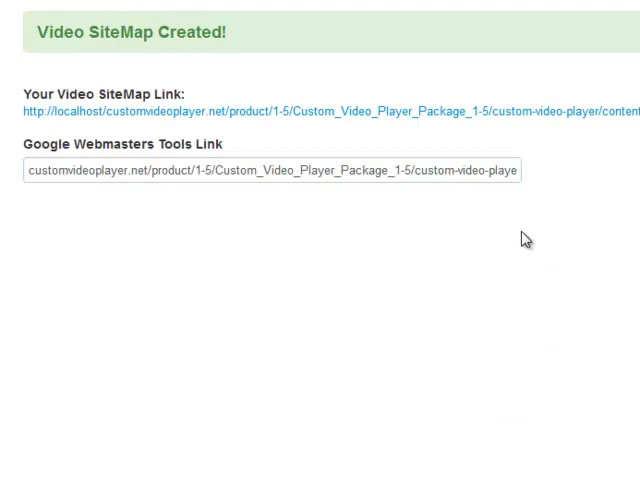 Video SiteMap Created!
Your Video SiteMap Link:
http://localhost/customvideoplayer.net/product/1-5/Custom_Video_Player_Package_1-5/custom-video-player/content
Google Webmasters Tools Link
customvideoplayer.net/product/1-5/Custom_Video_Player_Package_1-5/custom-video-playe